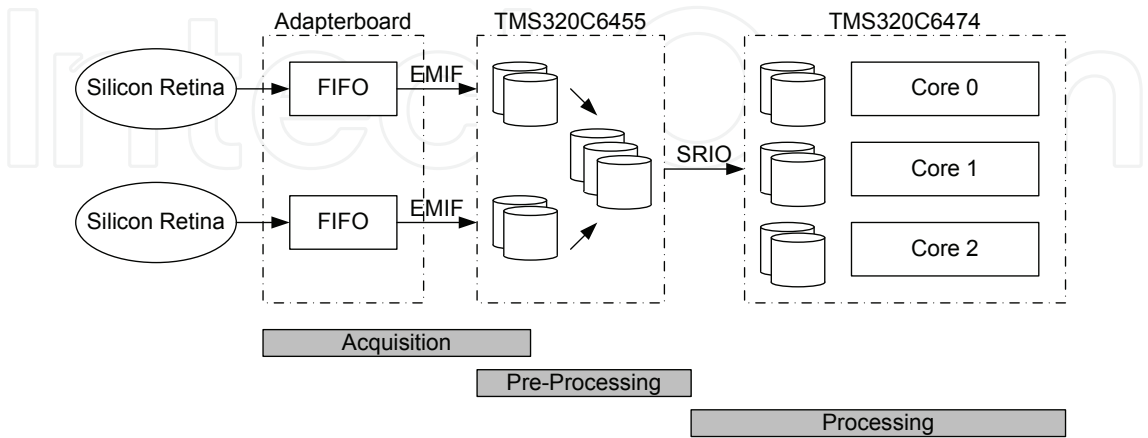 Adapterboard TMS320C6455 TMS320C6474
Silicon Retina FIFO EMIF Core 0
SRIO Core 1
Silicon Retina FIFO EMIF Core 2
Acquisition
Pre-Processing
Processing